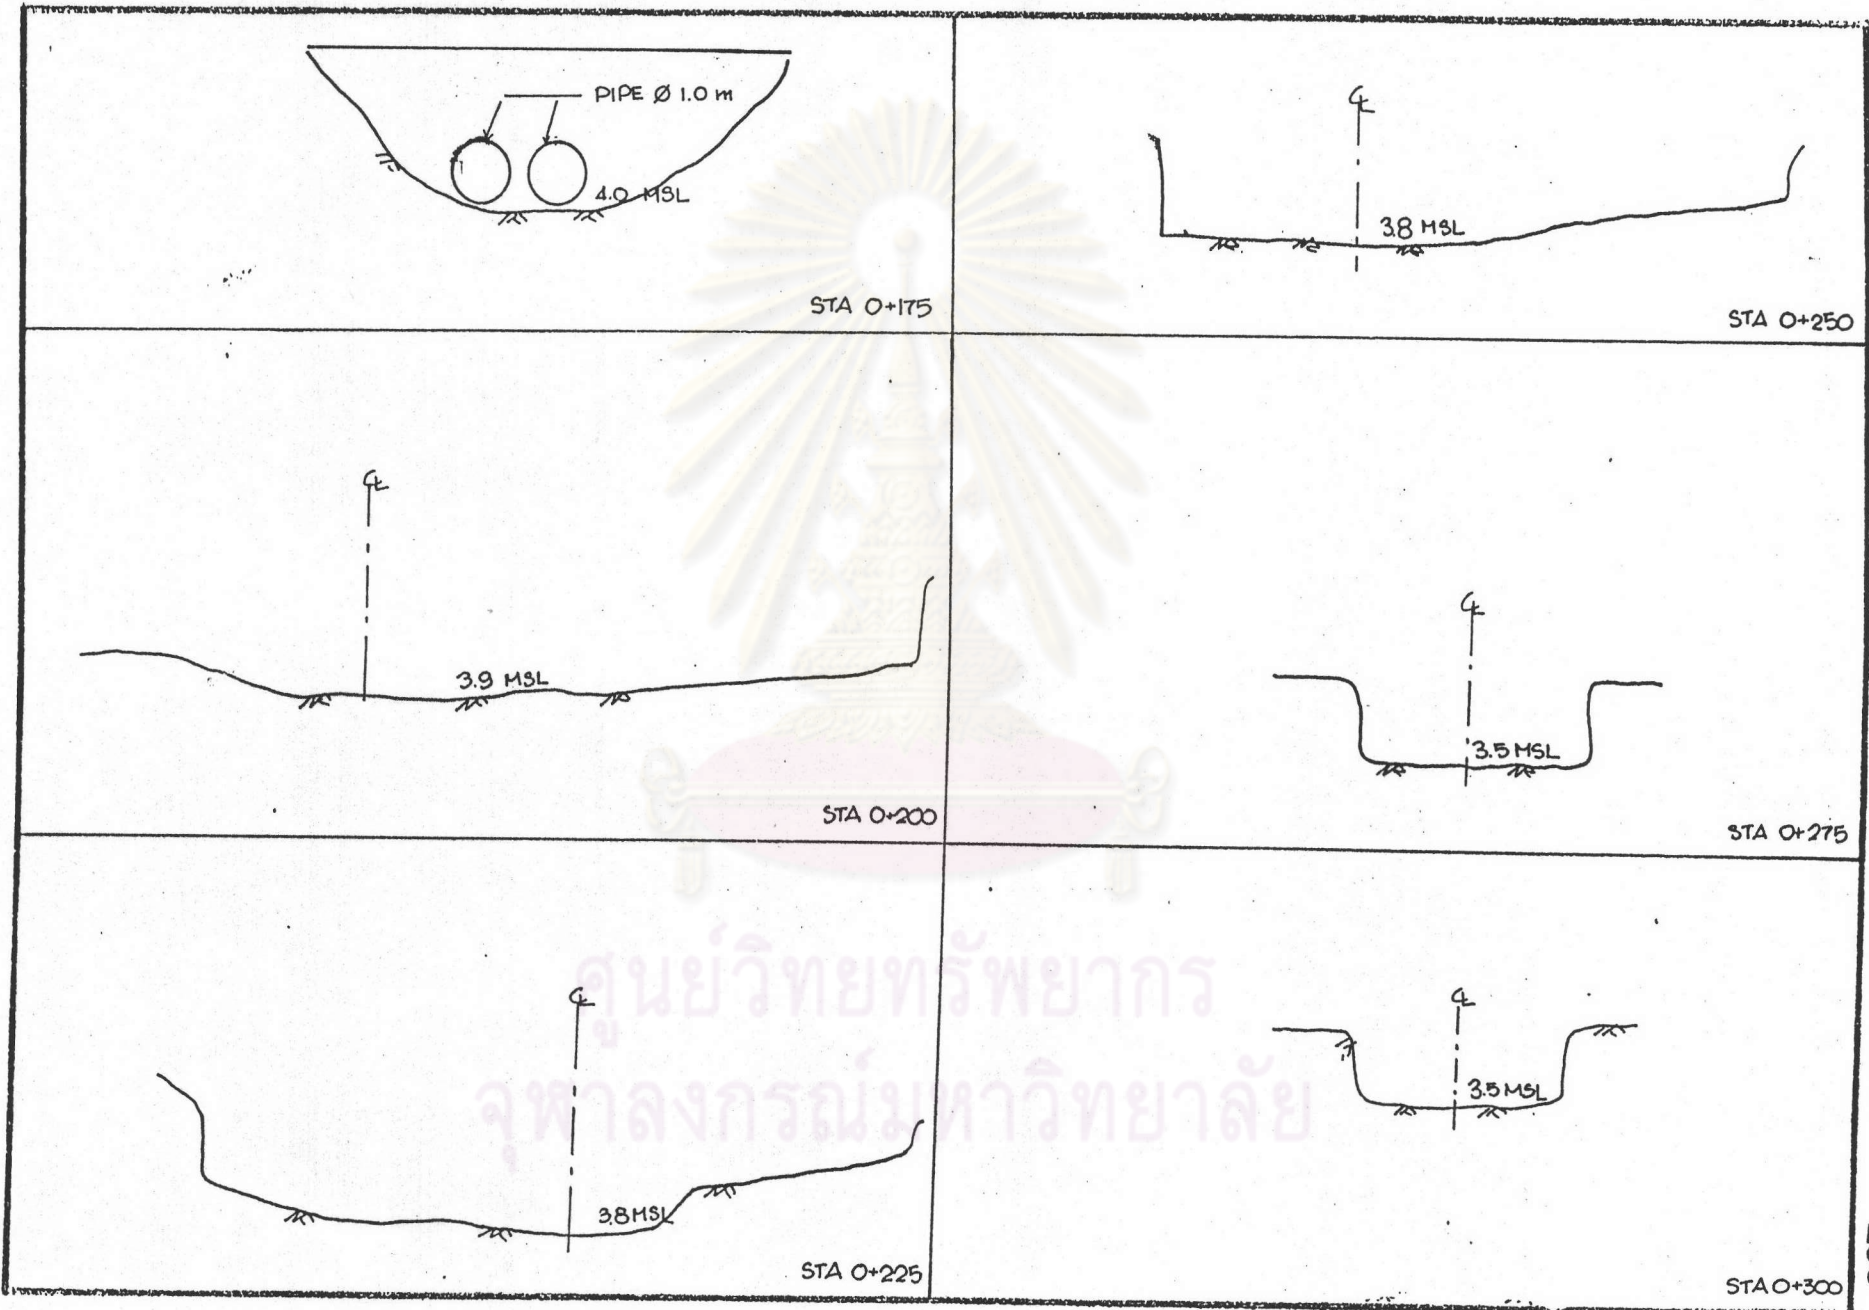 PIPE Ø 1.0 m
4.0 MSL
STA 0+175
℄
3.9 MSL
STA 0+200
℄
3.8 MSL
STA 0+225
℄
3.8 MSL
STA 0+250
℄
3.5 MSL
STA 0+275
℄
3.5 MSL
STA 0+300
ศูนย์วิทยทรัพยากร
จุฬาลงกรณ์มหาวิทยาลัย